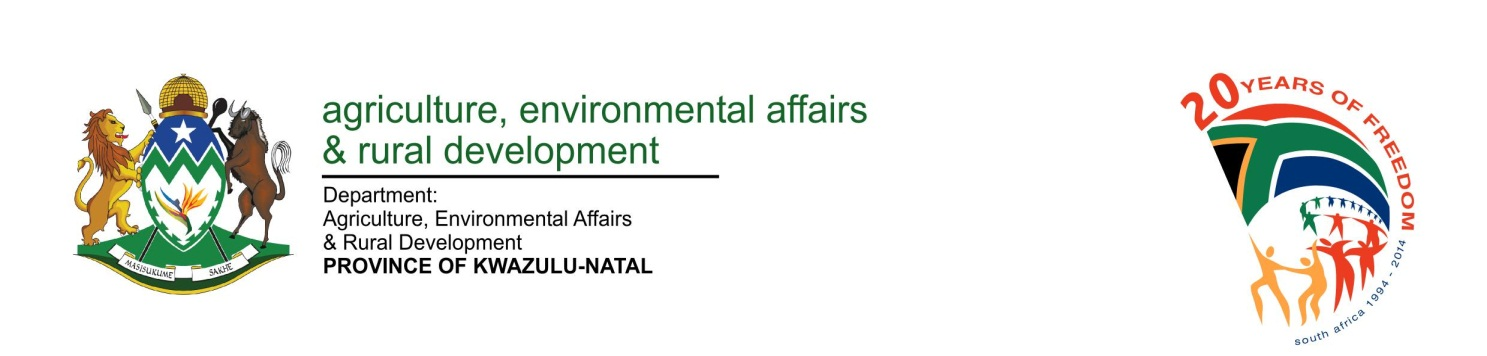 agriculture, environmental affairs
& rural development
Department:
Agriculture, Environmental Affairs
& Rural Development
PROVINCE OF KWAZULU-NATAL
MASISUKUME SAKHE
20 YEARS OF FREEDOM
south africa 1994 - 2014